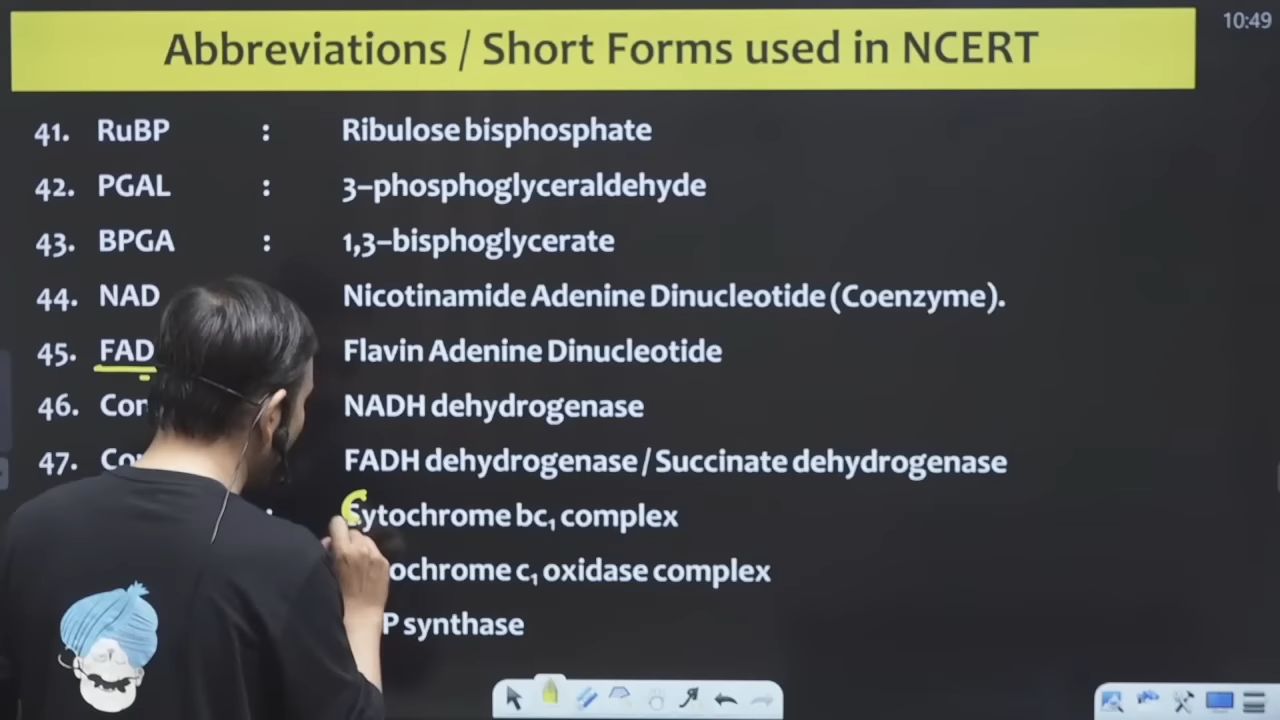 10:49
Abbreviations / Short Forms used in NCERT
41. RuBP : Ribulose bisphosphate
42. PGAL : 3–phosphoglyceraldehyde
43. BPGA : 1,3–bisphoglycerate
44. NAD Nicotinamide Adenine Dinucleotide (Coenzyme).
45. FAD Flavin Adenine Dinucleotide
46. NADH dehydrogenase
47. FADH dehydrogenase / Succinate dehydrogenase
: Cytochrome bc₁ complex
c₁ oxidase complex
synthase